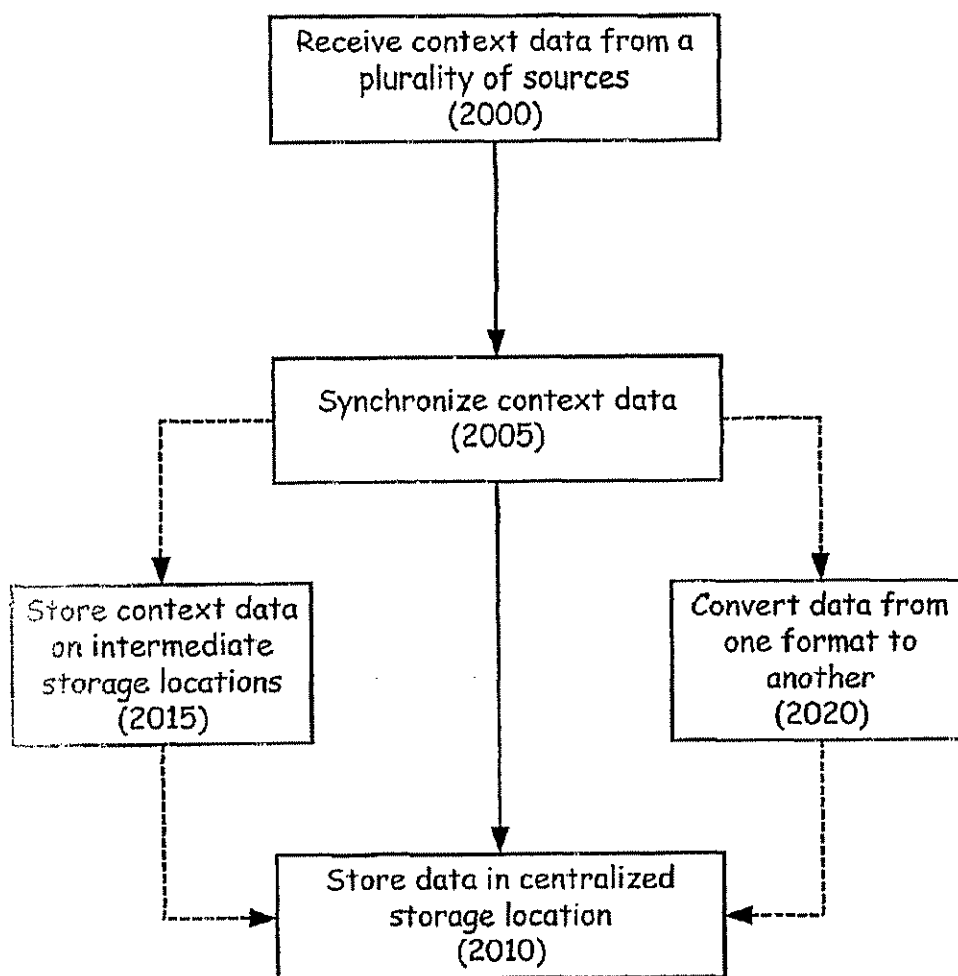 Receive context data from a
plurality of sources
(2000)
Synchronize context data
(2005)
Store context data
on intermediate
storage locations
(2015)
Convert data from
one format to
another
(2020)
Store data in centralized
storage location
(2010)